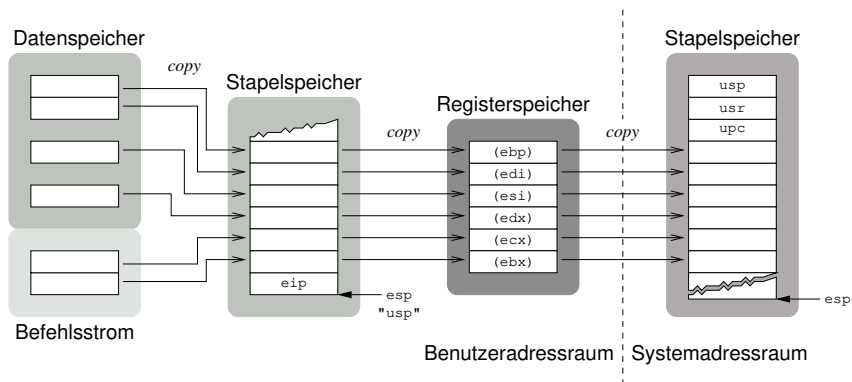 Datenspeicher
copy
Stapelspeicher
eip
esp
"usp"
Befehlsstrom
copy
Registerspeicher
(ebp)
(edi)
(esi)
(edx)
(ecx)
(ebx)
copy
Stapelspeicher
usp
usr
upc
esp
Benutzeradressraum
Systemadressraum